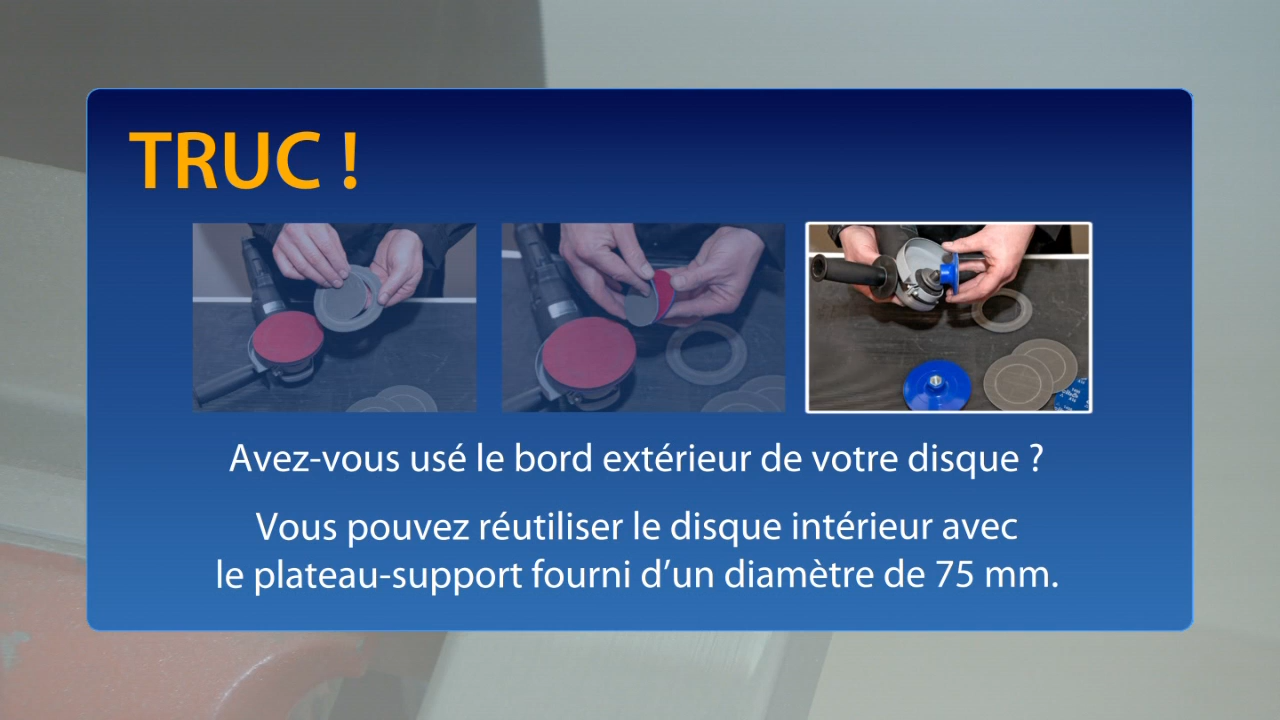 TRUC !
Avez-vous usé le bord extérieur de votre disque ?
Vous pouvez réutiliser le disque intérieur avec
le plateau-support fourni d’un diamètre de 75 mm.